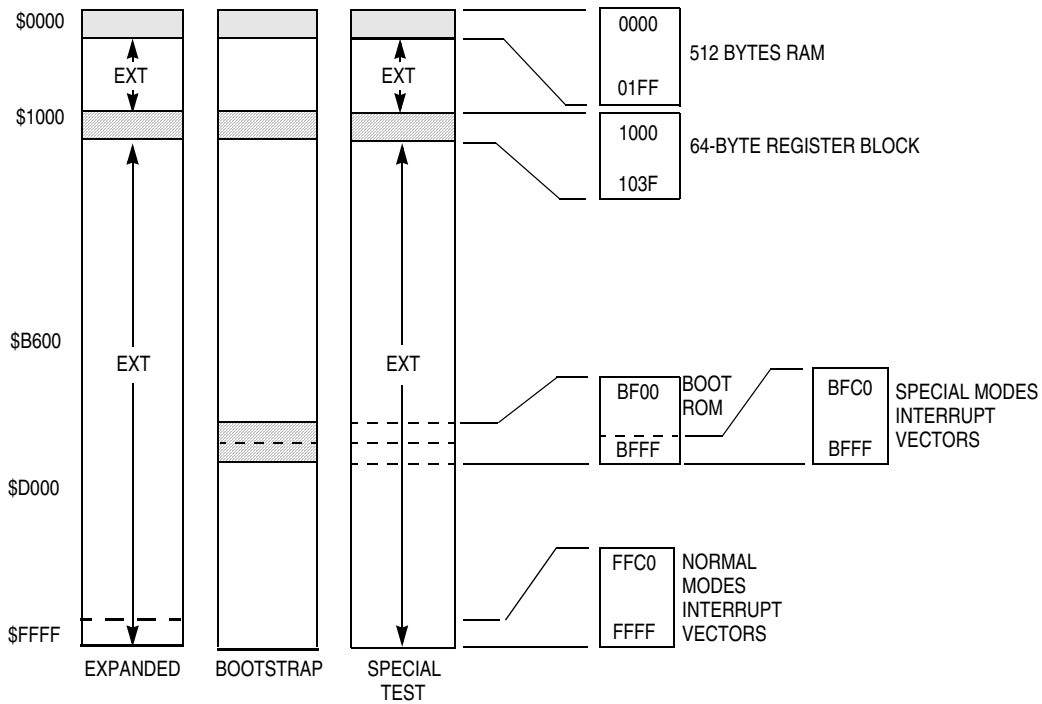 $0000
EXT
EXT
$1000
EXT
EXT
$B600
$D000
$FFFF
EXPANDED
BOOTSTRAP
SPECIAL
TEST
0000
01FF
512 BYTES RAM
1000
103F
64-BYTE REGISTER BLOCK
BF00
BFFF
BOOT
ROM
BFC0
BFFF
SPECIAL MODES
INTERRUPT
VECTORS
FFC0
FFFF
NORMAL
MODES
INTERRUPT
VECTORS